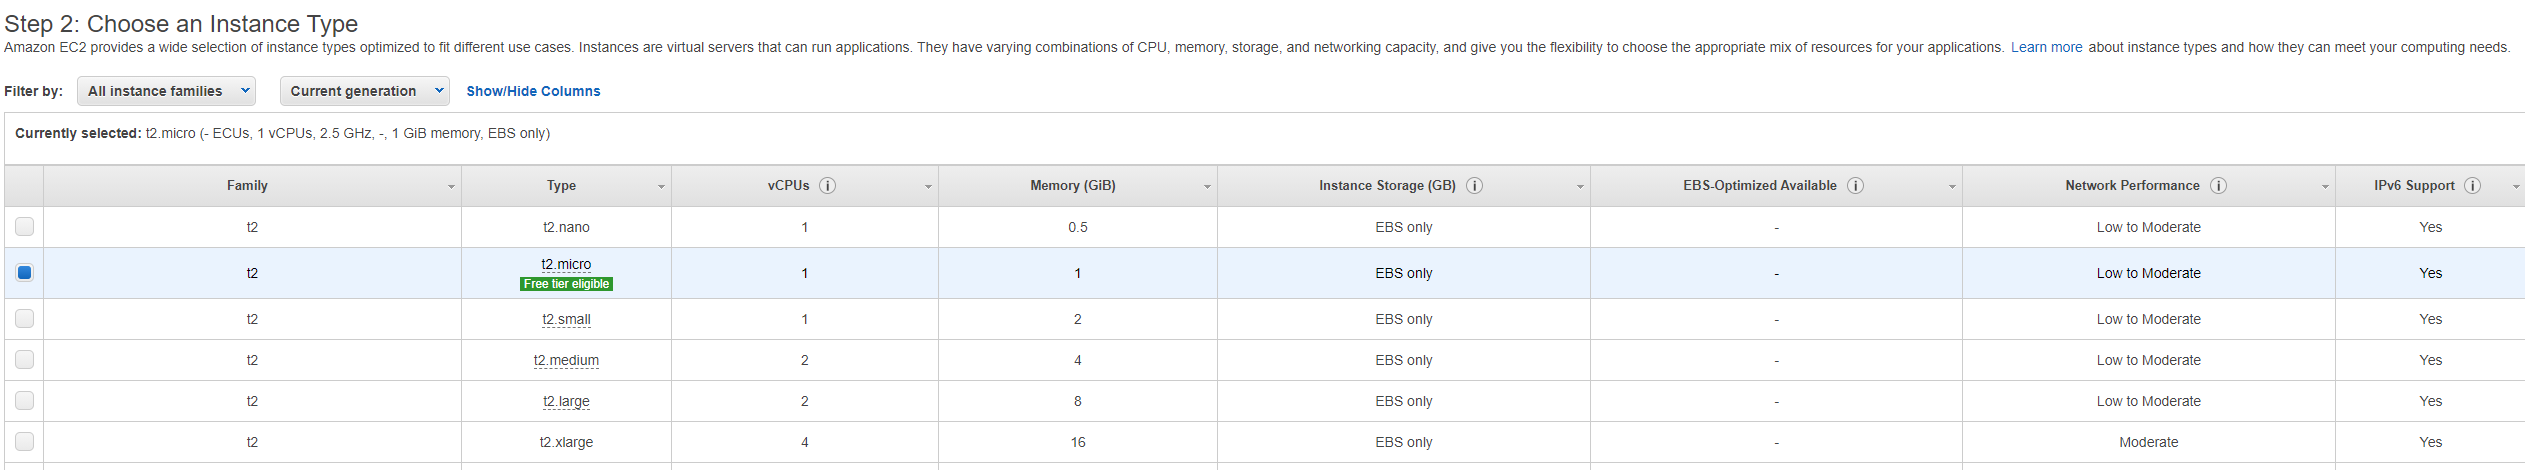 Step 2: Choose an Instance Type
Amazon EC2 provides a wide selection of instance types optimized to fit different use cases. Instances are virtual servers that can run applications. They have varying combinations of CPU, memory, storage, and networking capacity, and give you the flexibility to choose the appropriate mix of resources for your applications. Learn more about instance types and how they can meet your computing needs.
Filter by: All instance families Current generation Show/Hide Columns
Currently selected: t2.micro (- ECUs, 1 vCPUs, 2.5 GHz, -, 1 GiB memory, EBS only)
Family Type vCPUs i Memory (GiB) Instance Storage (GB) i EBS-Optimized Available i Network Performance i IPv6 Support i
t2 t2.nano 1 0.5 EBS only - Low to Moderate Yes
t2 t2.micro 1 1 EBS only - Low to Moderate Yes
Free tier eligible
t2 t2.small 1 2 EBS only - Low to Moderate Yes
t2 t2.medium 2 4 EBS only - Low to Moderate Yes
t2 t2.large 2 8 EBS only - Low to Moderate Yes
t2 t2.xlarge 4 16 EBS only - Moderate Yes